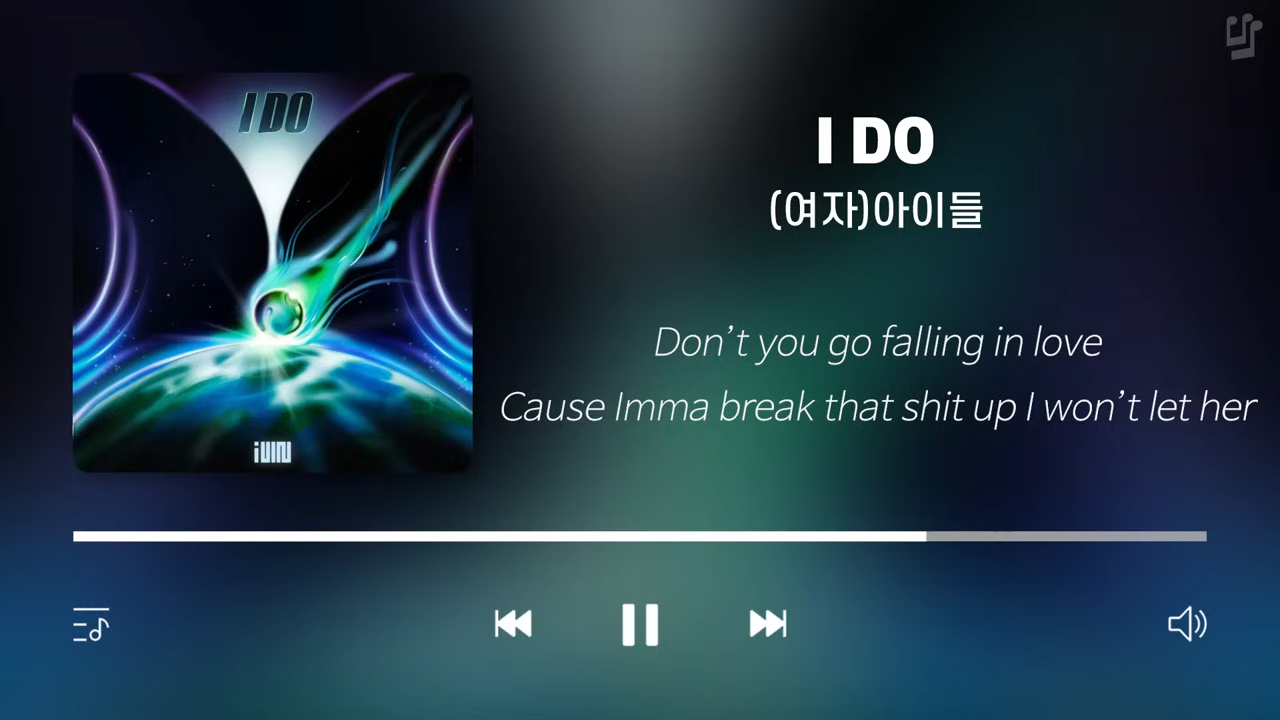 I DO
I DO
(여자)아이들
Don't you go falling in love
Cause Imma break that shit up I won't let her